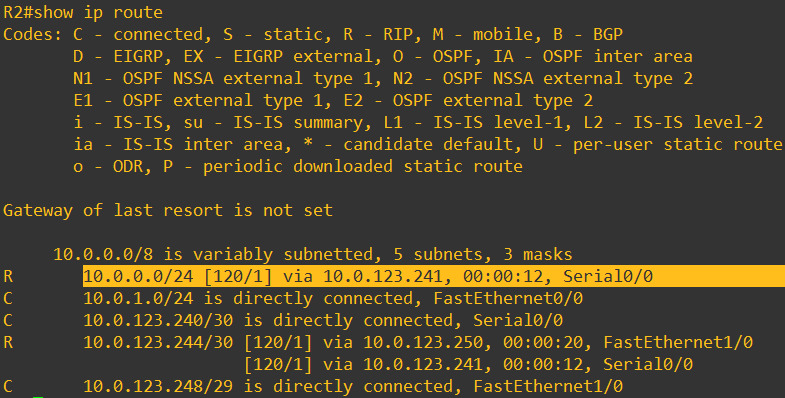 R2#show ip route
Codes: C - connected, S - static, R - RIP, M - mobile, B - BGP
       D - EIGRP, EX - EIGRP external, O - OSPF, IA - OSPF inter area
       N1 - OSPF NSSA external type 1, N2 - OSPF NSSA external type 2
       E1 - OSPF external type 1, E2 - OSPF external type 2
       i - IS-IS, su - IS-IS summary, L1 - IS-IS level-1, L2 - IS-IS level-2
       ia - IS-IS inter area, * - candidate default, U - per-user static route
       o - ODR, P - periodic downloaded static route
Gateway of last resort is not set
     10.0.0.0/8 is variably subnetted, 5 subnets, 3 masks
R       10.0.0.0/24 [120/1] via 10.0.123.241, 00:00:12, Serial0/0
C       10.0.1.0/24 is directly connected, FastEthernet0/0
C       10.0.123.240/30 is directly connected, Serial0/0
R       10.0.123.244/30 [120/1] via 10.0.123.250, 00:00:20, FastEthernet1/0
                        [120/1] via 10.0.123.241, 00:00:12, Serial0/0
C       10.0.123.248/29 is directly connected, FastEthernet1/0